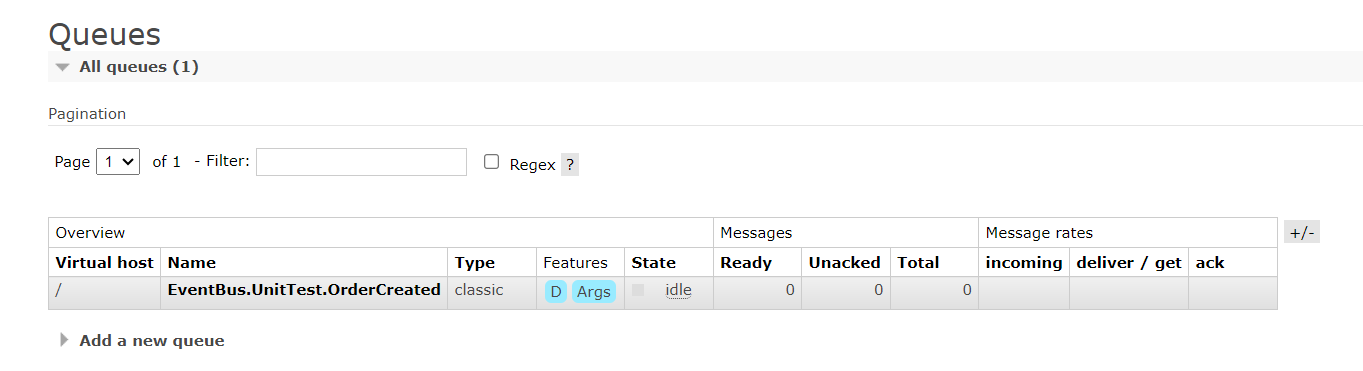 Queues
All queues (1)
Pagination
Page 1 of 1 - Filter: Regex ?
Overview Messages Message rates +/-
Virtual host Name Type Features State Ready Unacked Total incoming deliver / get ack
/ EventBus.UnitTest.OrderCreated classic D Args idle 0 0 0
Add a new queue